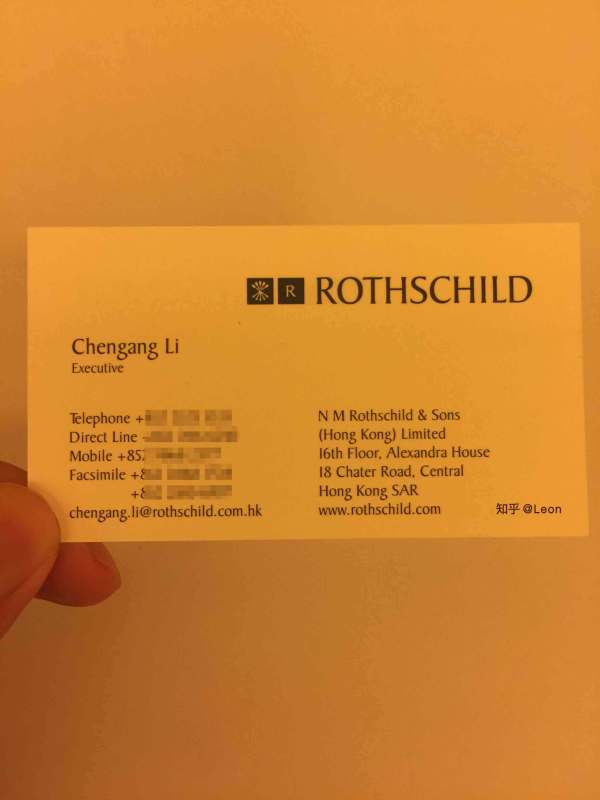 R ROTHSCHILD
Chengang Li
Executive
Telephone +
Direct Line
Mobile +852
Facsimile +8
+8
chengang.li@rothschild.com.hk
N M Rothschild & Sons
(Hong Kong) Limited
16th Floor, Alexandra House
18 Chater Road, Central
Hong Kong SAR
www.rothschild.com
知乎 @Leon